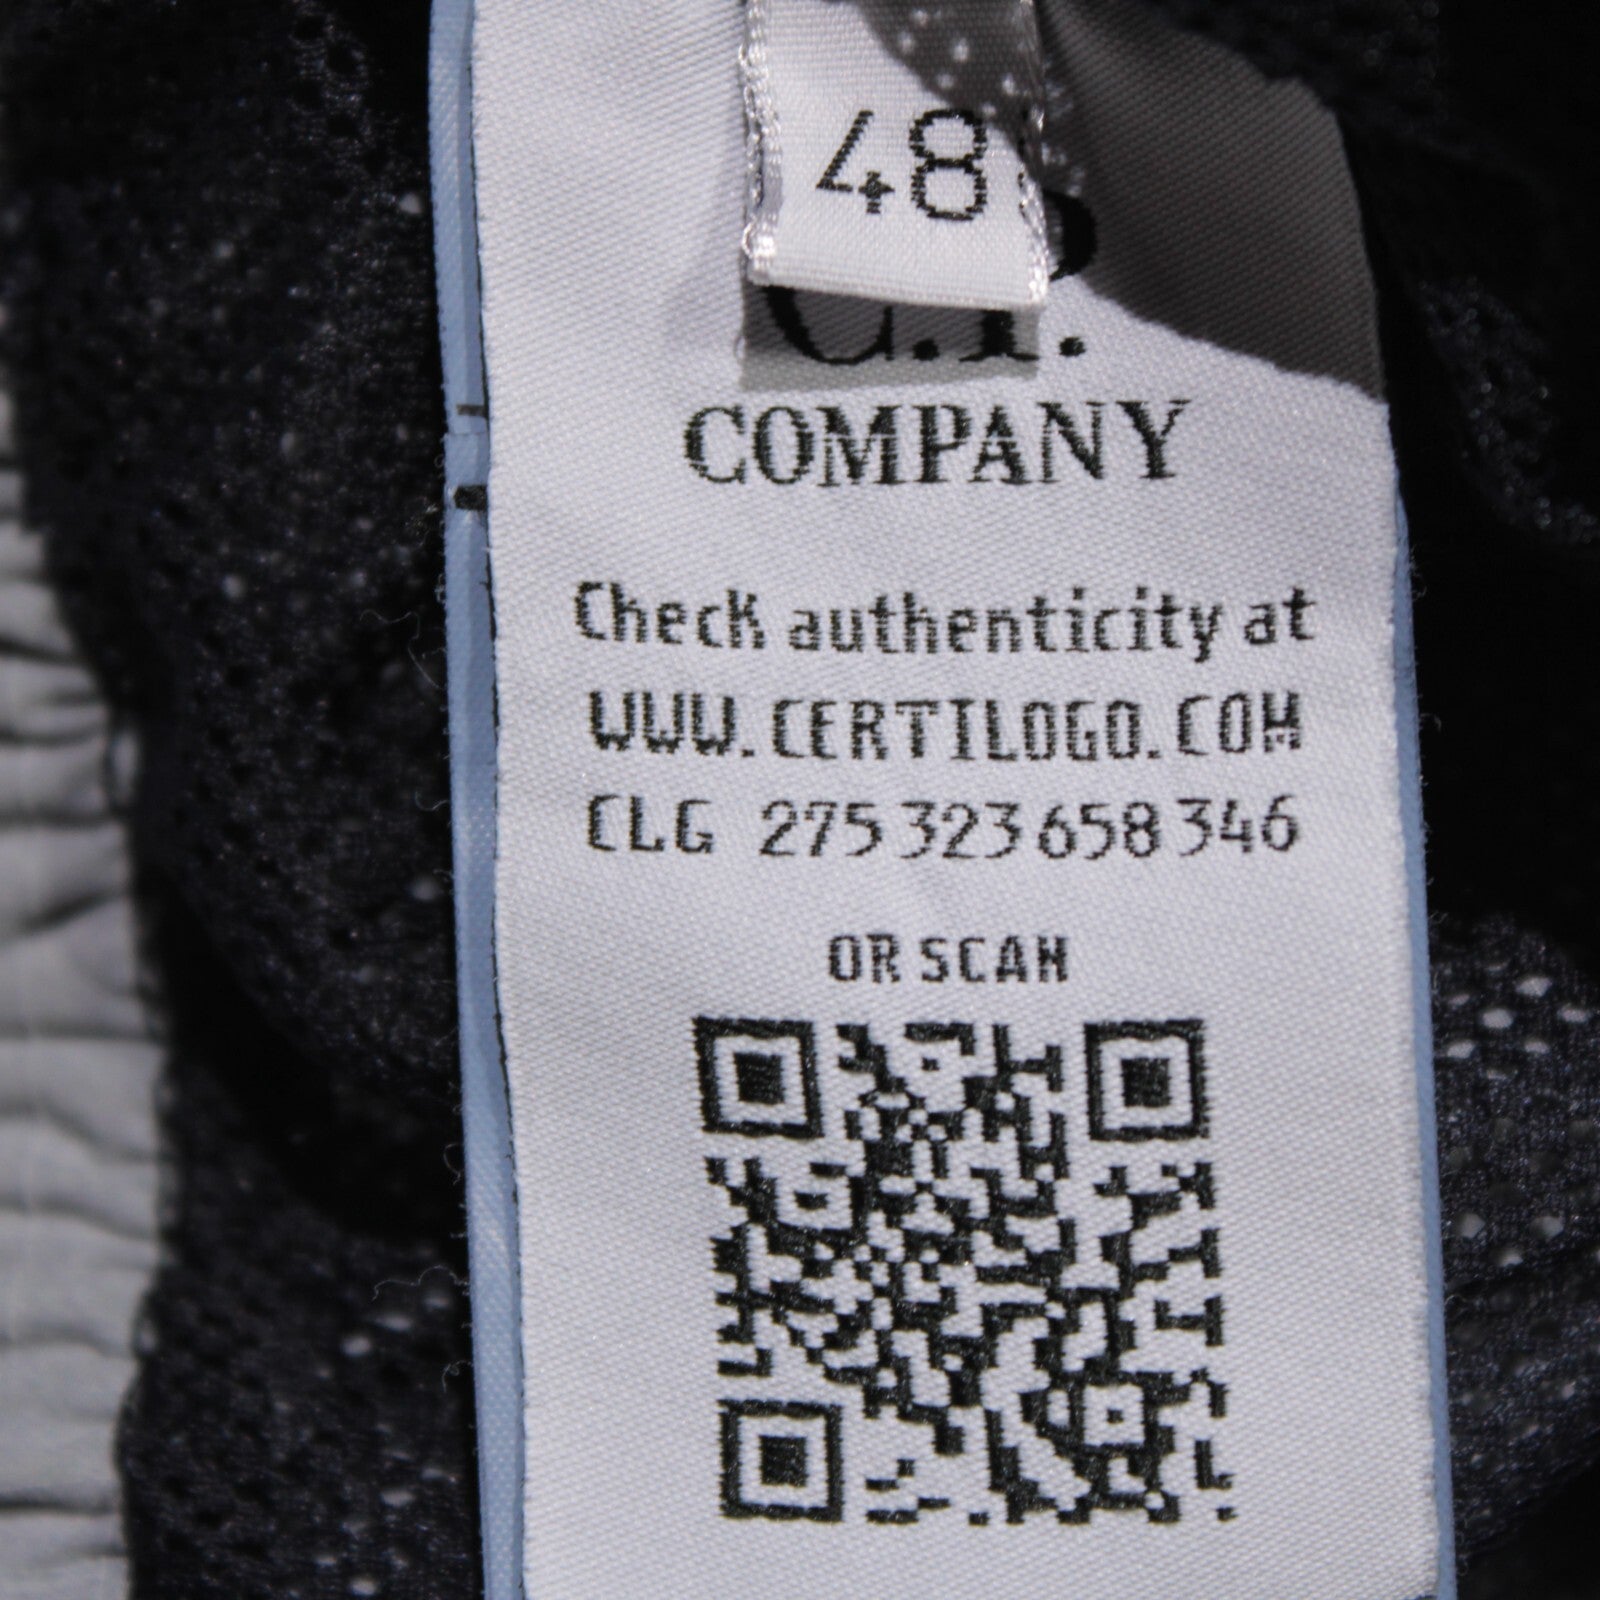 48
C.P.
COMPANY
Check authenticity at
WWW.CERTILOGO.COM
CLG 275 323 658 346
OR SCAN